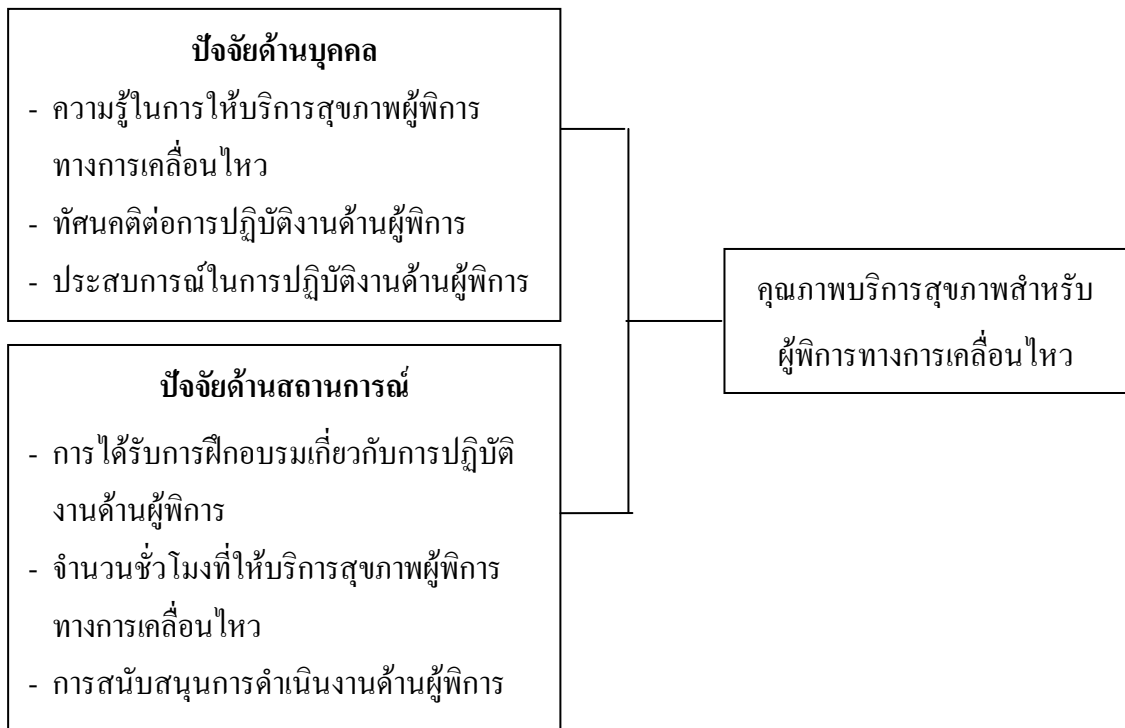 ปัจจัยด้านบุคคล
- ความรู้ในการให้บริการสุขภาพผู้พิการ
ทางการเคลื่อนไหว
- ทัศนคติต่อการปฏิบัติงานด้านผู้พิการ
- ประสบการณ์ในการปฏิบัติงานด้านผู้พิการ
คุณภาพบริการสุขภาพสำหรับ
ผู้พิการทางการเคลื่อนไหว
ปัจจัยด้านสถานการณ์
- การได้รับการฝึกอบรมเกี่ยวกับการปฏิบัติ
งานด้านผู้พิการ
- จำนวนชั่วโมงที่ให้บริการสุขภาพผู้พิการ
ทางการเคลื่อนไหว
- การสนับสนุนการดำเนินงานด้านผู้พิการ